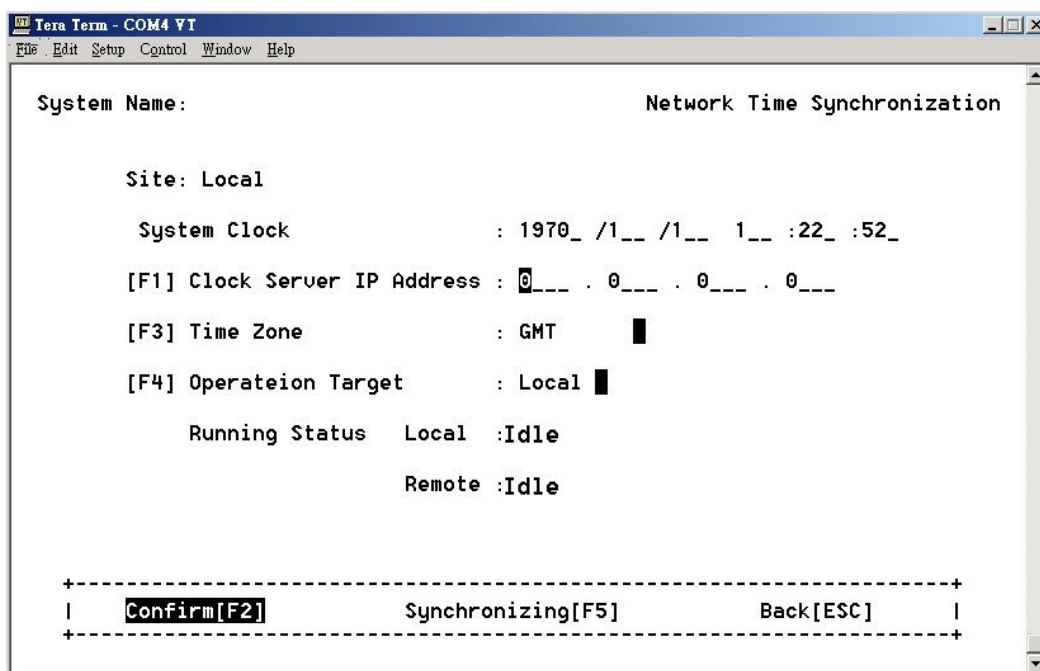 Tera Term - COM4 VT
File Edit Setup Control Window Help
System Name: Network Time Synchronization
Site: Local
System Clock : 1970_ /1__ /1__ 1__ :22_ :52_
[F1] Clock Server IP Address : 0___ . 0___ . 0___ . 0___
[F3] Time Zone : GMT
[F4] Operateion Target : Local
Running Status Local :Idle
Remote :Idle
+----------------------------------------------------------------------+
| Confirm[F2] Synchronizing[F5] Back[ESC] |
+----------------------------------------------------------------------+